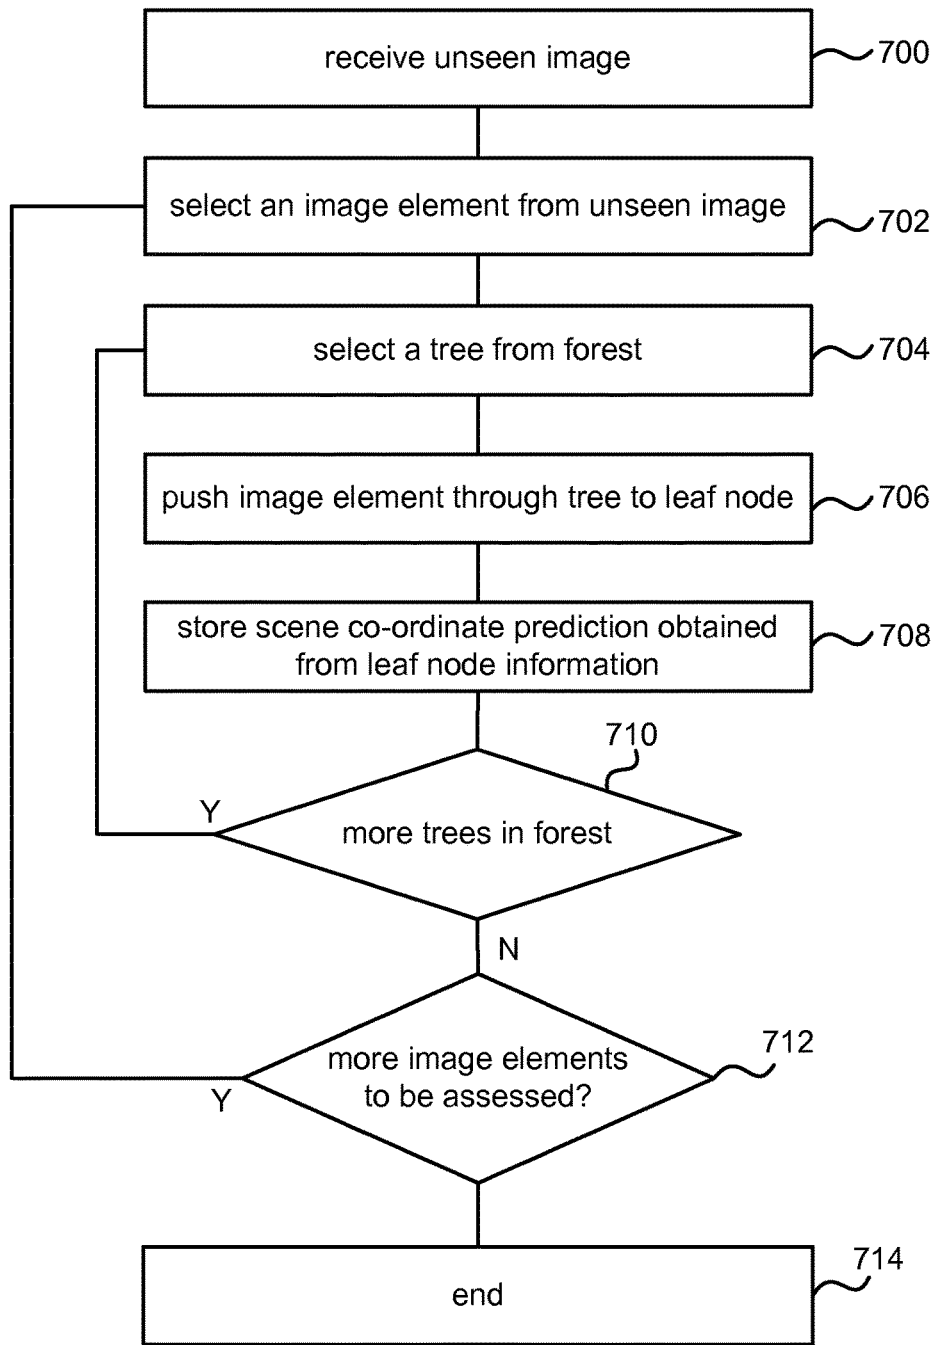 receive unseen image
700
select an image element from unseen image
702
select a tree from forest
704
push image element through tree to leaf node
706
store scene co-ordinate prediction obtained
from leaf node information
708
710
more trees in forest
Y
N
more image elements
to be assessed?
712
Y
end
714